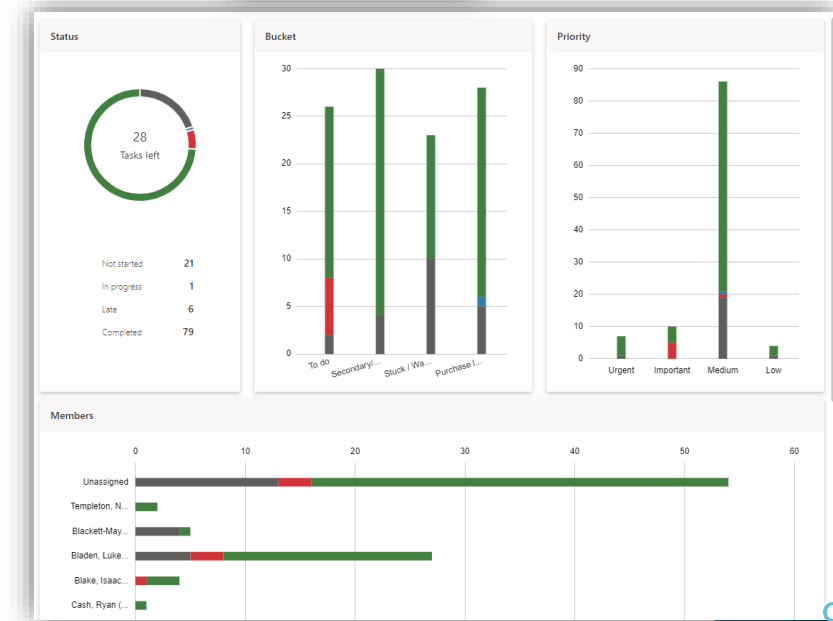 Status
28
Tasks left
Not started 21
In progress 1
Late 6
Completed 79
Bucket
30
25
20
15
10
5
0
To do
Secondary/...
Stuck / Wa...
Purchase I...
Priority
90
80
70
60
50
40
30
20
10
0
Urgent Important Medium Low
Members
0 10 20 30 40 50 60
Unassigned
Templeton, N...
Blackett-May...
Bladen, Luke...
Blake, Isaac...
Cash, Ryan (...